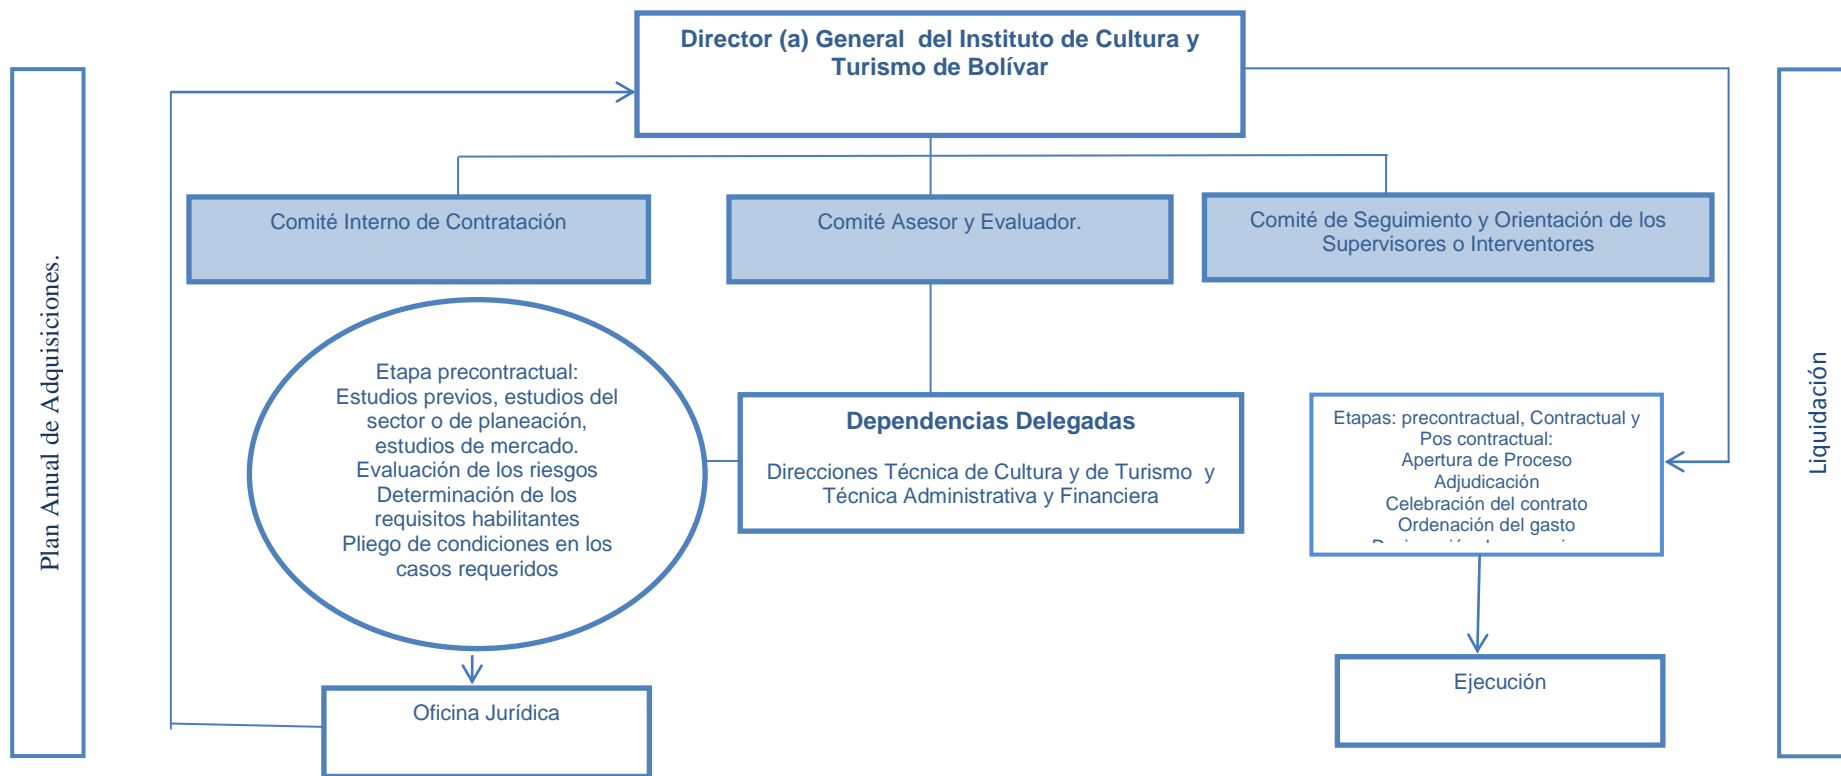 Director (a) General del Instituto de Cultura y
Turismo de Bolívar
Plan Anual de Adquisiciones.
Liquidación
Comité Interno de Contratación
Comité Asesor y Evaluador.
Comité de Seguimiento y Orientación de los
Supervisores o Interventores
Etapa precontractual:
Estudios previos, estudios del
sector o de planeación,
estudios de mercado.
Evaluación de los riesgos
Determinación de los
requisitos habilitantes
Pliego de condiciones en los
casos requeridos
Dependencias Delegadas
Direcciones Técnica de Cultura y de Turismo y
Técnica Administrativa y Financiera
Etapas: precontractual, Contractual y
Pos contractual:
Apertura de Proceso
Adjudicación
Celebración del contrato
Ordenación del gasto
Oficina Jurídica
Ejecución